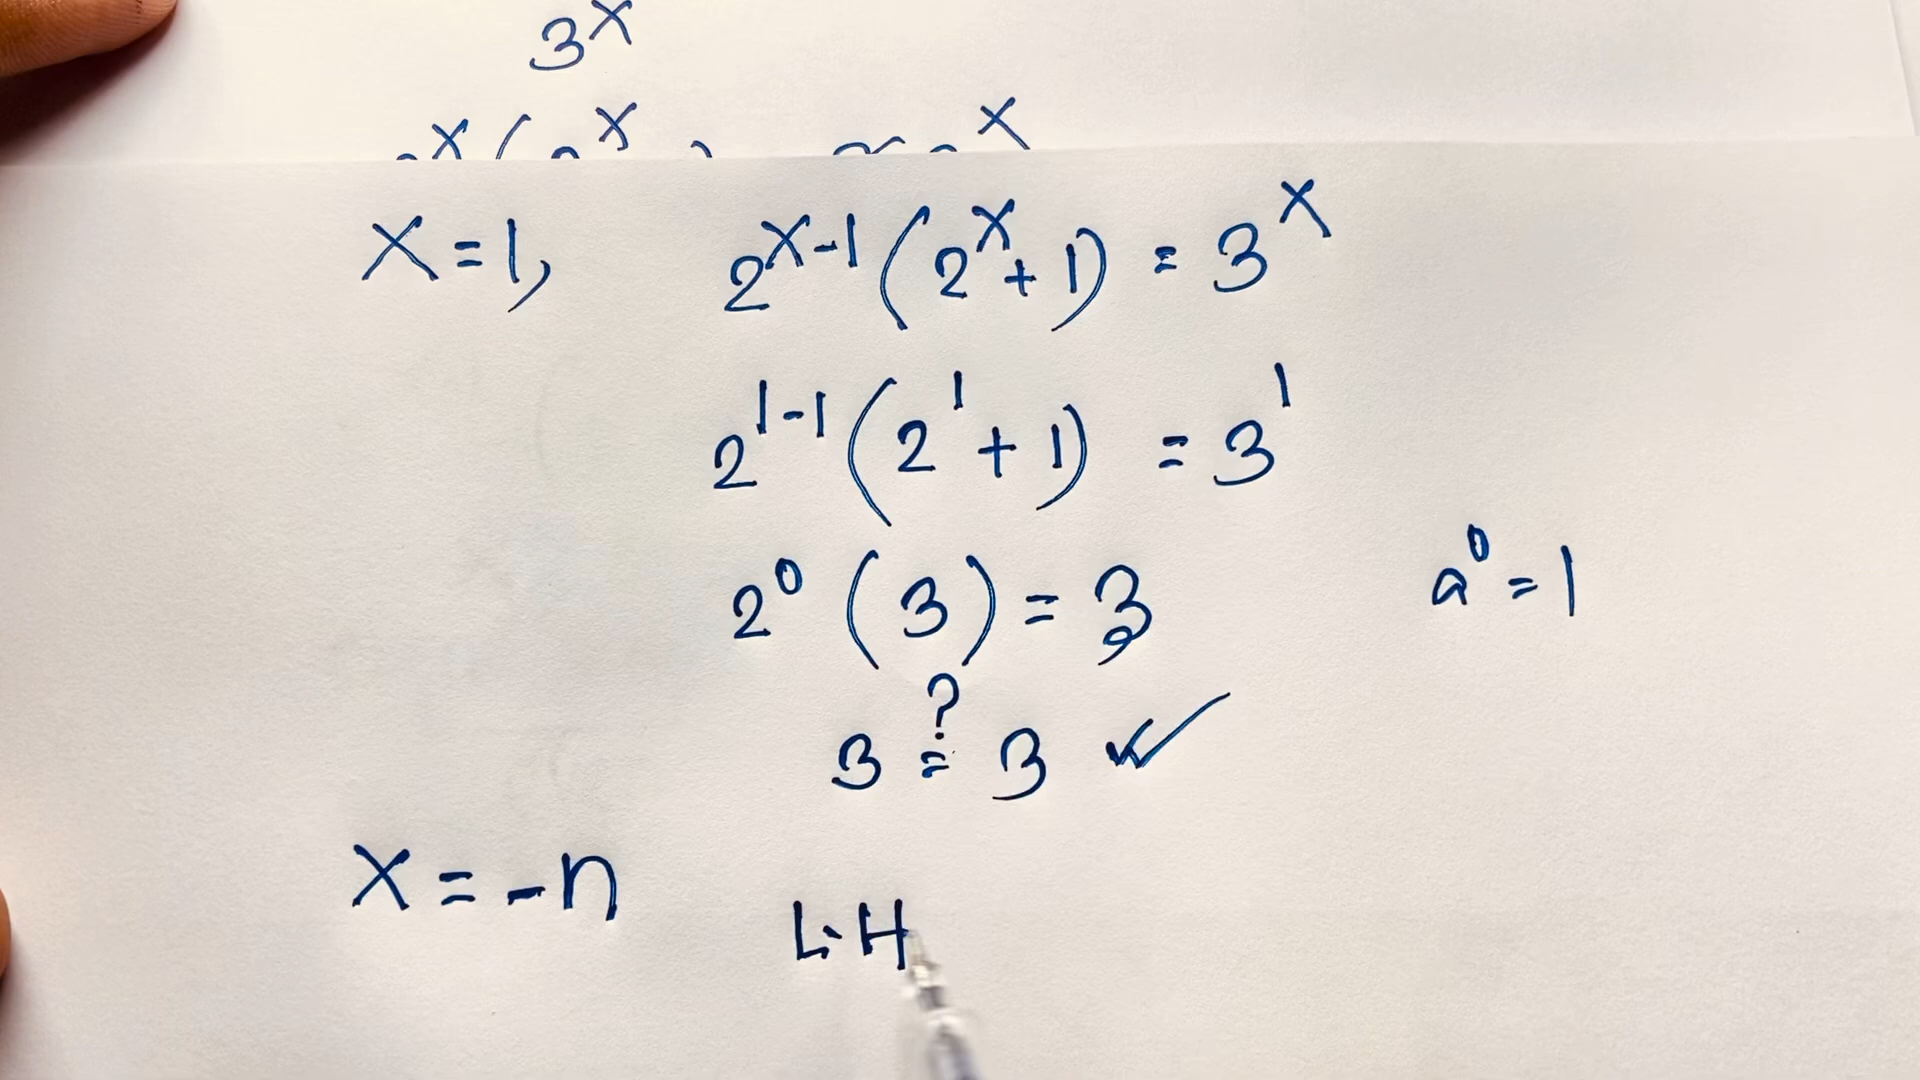 3^x
x = 1, 2^{x-1} (2^x + 1) = 3^x
2^{1-1} (2^1 + 1) = 3^1
2^0 (3) = 3 a^0 = 1
3 ?= 3 ✓
x = -n L.H